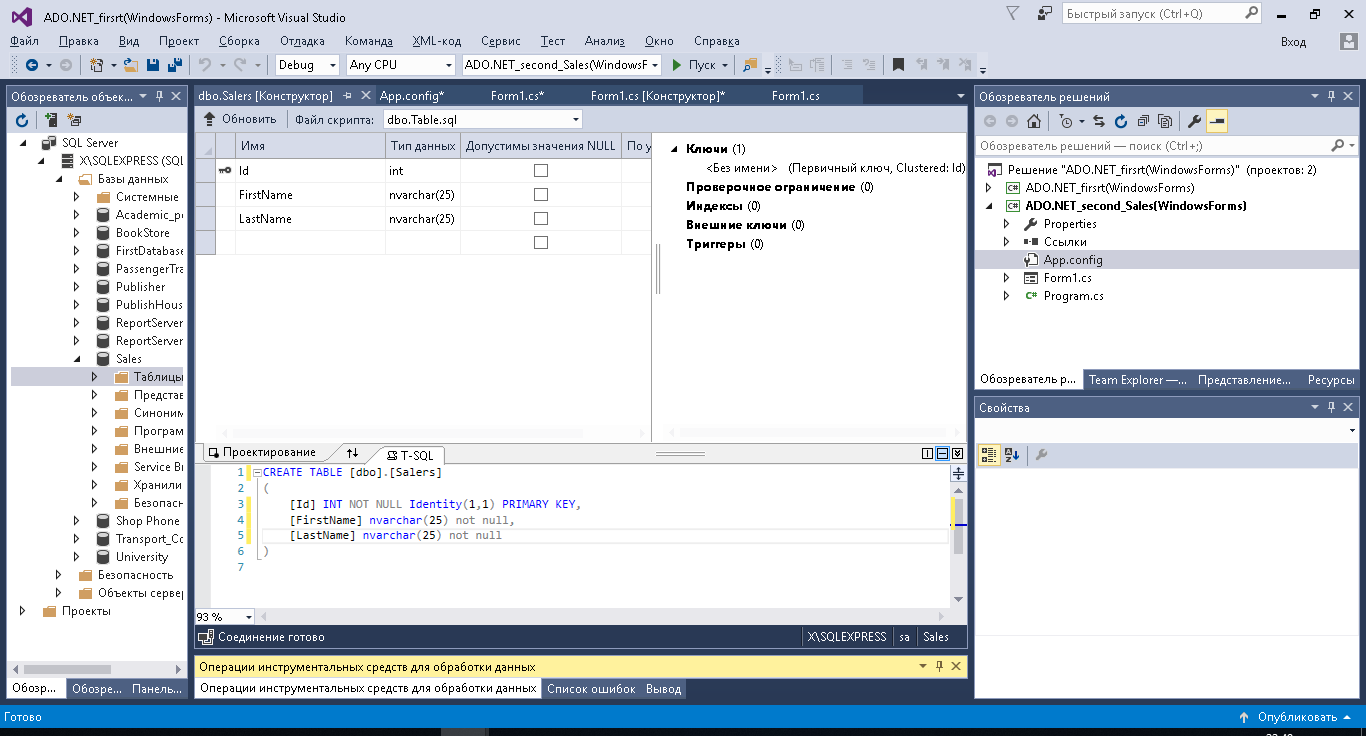 ADO.NET_firsrt(WindowsForms) - Microsoft Visual Studio
Быстрый запуск (Ctrl+Q)
Файл Правка Вид Проект Сборка Отладка Команда XML-код Сервис Тест Анализ Окно Справка
Вход
Debug Any CPU ADO.NET_second_Sales(WindowsF Пуск
Обозреватель объек...
SQL Server
X\SQLEXPRESS (SQL
Базы данных
Системные
Academic_p
BookStore
FirstDatabase
PassengerTra
Publisher
PublishHous
ReportServer
ReportServer
Sales
Таблицы
Представ
Синоним
Програм
Внешние
Service Br
Хранили
Безопасн
Shop Phone
Transport_Co
University
Безопасность
Объекты сервер
Проекты
Обозр... Обозре... Панель...
dbo.Salers [Конструктор] App.config* Form1.cs* Form1.cs [Конструктор]* Form1.cs
Обновить Файл скрипта: dbo.Table.sql
Имя Тип данных Допустимы значения NULL По у
Id int
FirstName nvarchar(25)
LastName nvarchar(25)
Ключи (1)
<Без имени> (Первичный ключ, Clustered: Id)
Проверочное ограничение (0)
Индексы (0)
Внешние ключи (0)
Триггеры (0)
Проектирование T-SQL
1 CREATE TABLE [dbo].[Salers]
2 (
3 [Id] INT NOT NULL Identity(1,1) PRIMARY KEY,
4 [FirstName] nvarchar(25) not null,
5 [LastName] nvarchar(25) not null
6 )
7
93 %
Соединение готово X\SQLEXPRESS sa Sales
Операции инструментальных средств для обработки данных
Операции инструментальных средств для обработки данных Список ошибок Вывод
Обозреватель решений
Обозреватель решений — поиск (Ctrl+;)
Решение "ADO.NET_firsrt(WindowsForms)" (проектов: 2)
ADO.NET_firsrt(WindowsForms)
ADO.NET_second_Sales(WindowsForms)
Properties
Ссылки
App.config
Form1.cs
Program.cs
Обозреватель р... Team Explorer —... Представление... Ресурсы
Свойства
Готово
Опубликовать